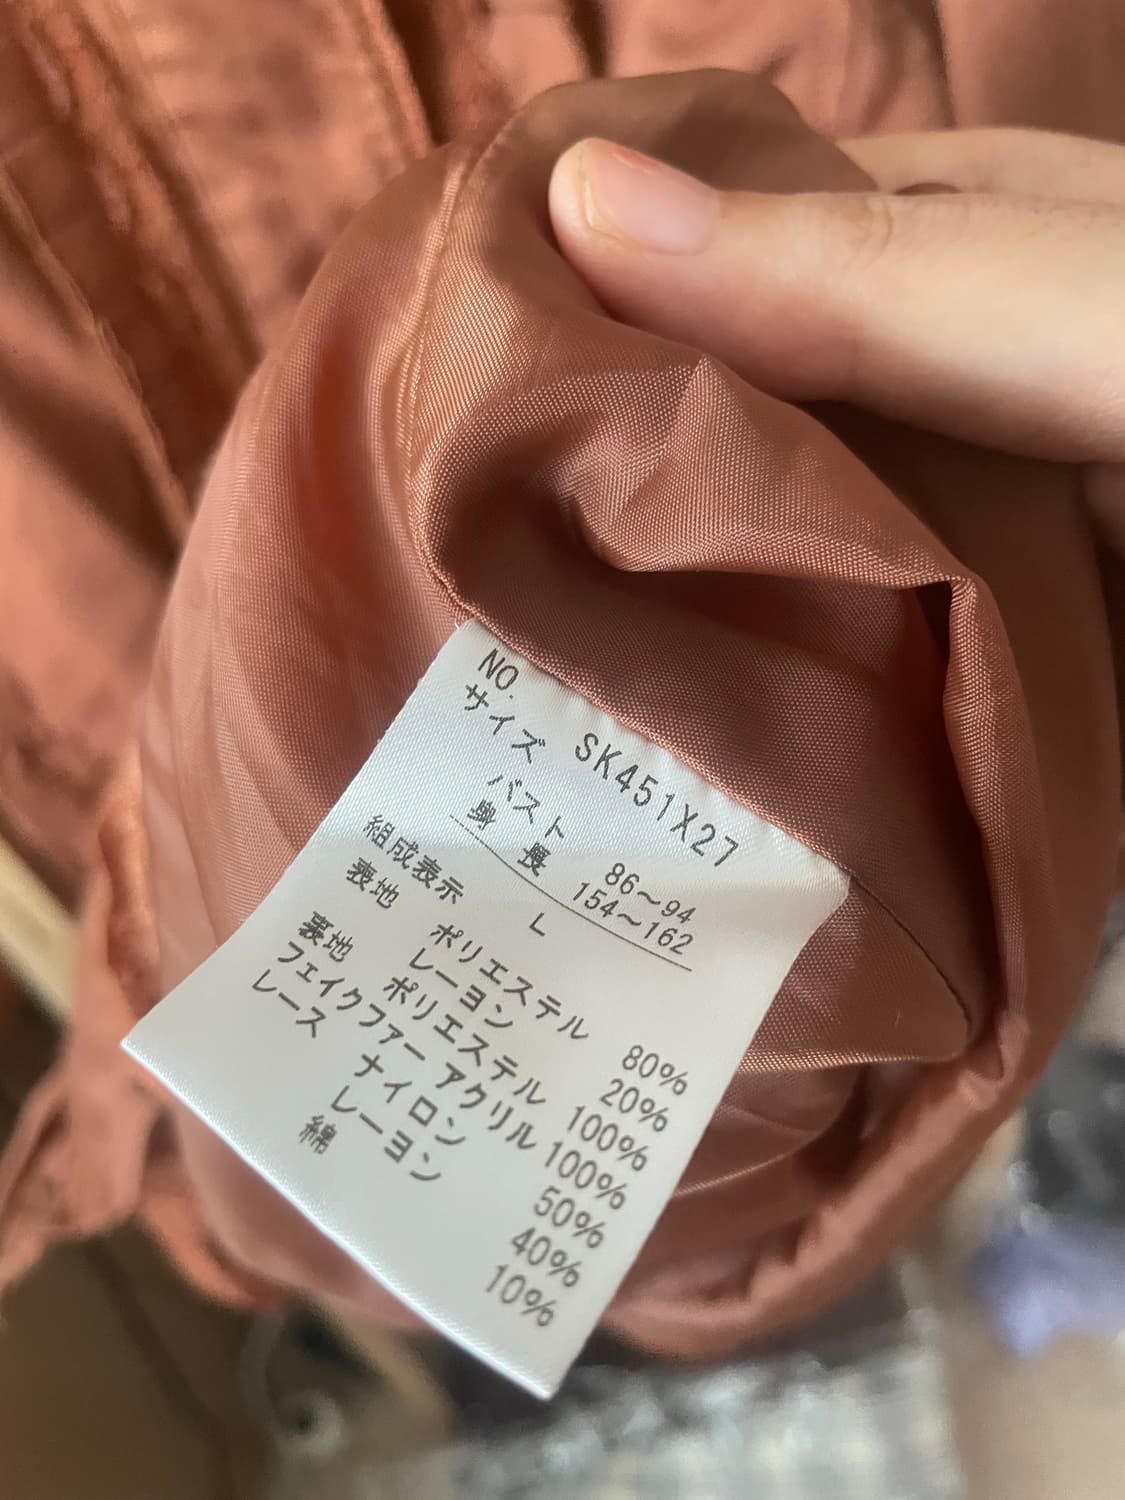 NO. SK451X27
サイズ
バスト 86〜94
身長 154〜162
L
組成表示
表地 ポリエステル 80%
レーヨン 20%
裏地 ポリエステル 100%
フェイクファー アクリル 100%
レース ナイロン 50%
レーヨン 40%
綿 10%